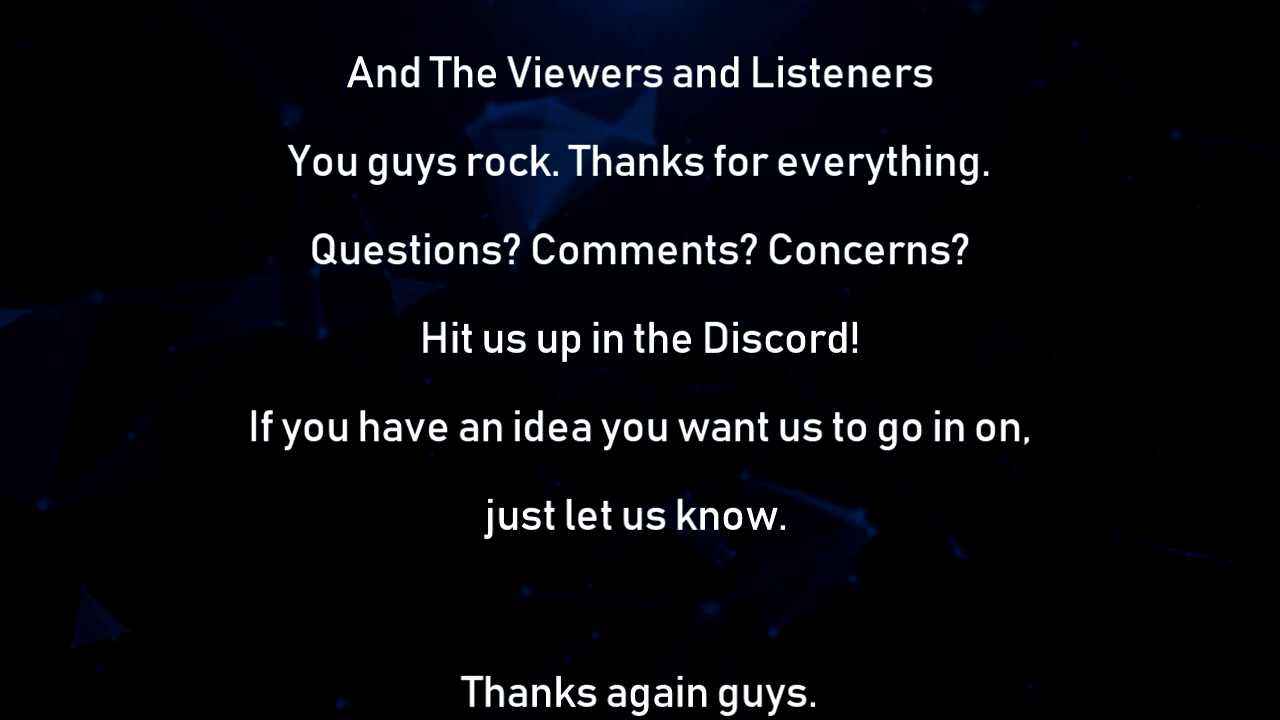 And The Viewers and Listeners
You guys rock. Thanks for everything.
Questions? Comments? Concerns?
Hit us up in the Discord!
If you have an idea you want us to go in on,
just let us know.
Thanks again guys.